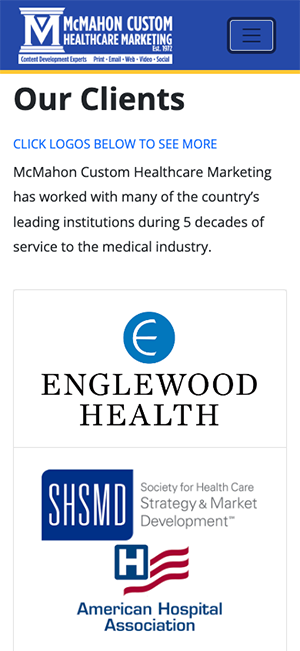 McMAHON CUSTOM
HEALTHCARE MARKETING
Est. 1972
Content Development Experts Print • Email • Web • Video • Social
Our Clients
CLICK LOGOS BELOW TO SEE MORE
McMahon Custom Healthcare Marketing
has worked with many of the country’s
leading institutions during 5 decades of
service to the medical industry.
E
ENGLEWOOD
HEALTH
SHSMD
Society for Health Care
Strategy & Market
Development™
H
American Hospital
Association